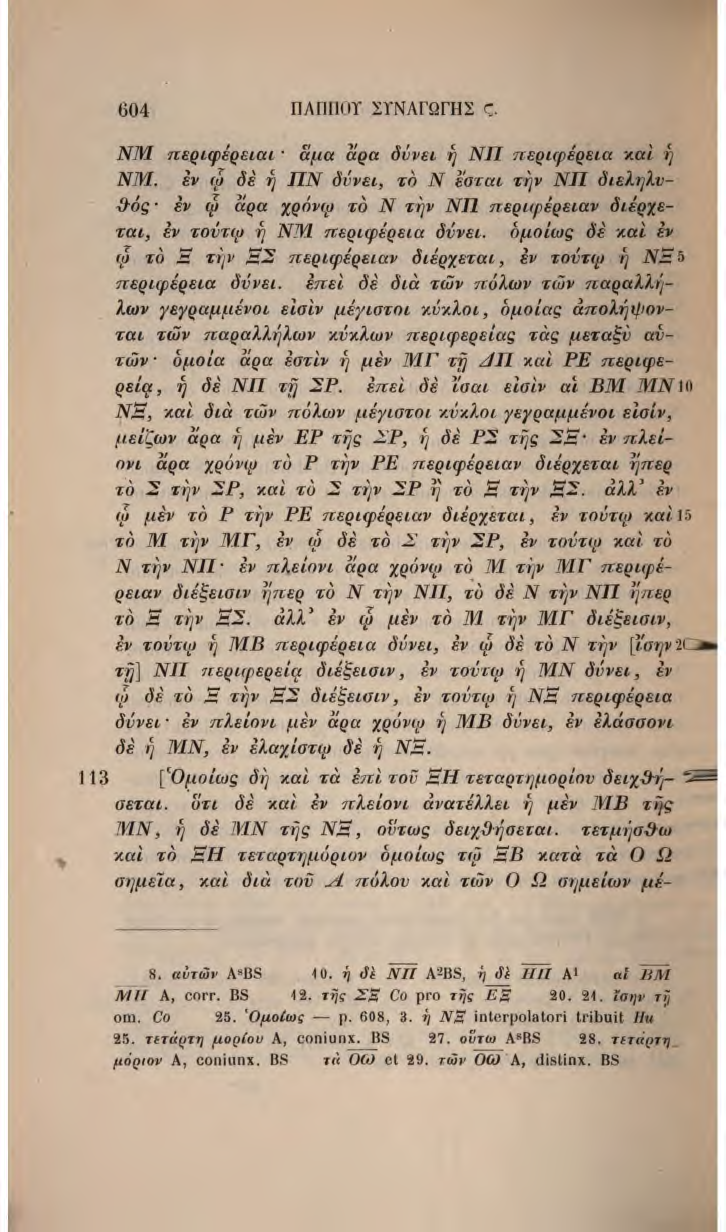 604 ΠΑΠΠΟΥ ΣΥΝΑΓΩΓΗΣ ϛ.
ΝΜ περιφέρειαι· ἅμα ἄρα δύνει ἡ ΝΠ περιφέρεια καὶ ἡ
ΝΜ. ἐν ᾧ δὲ ἡ ΠΝ δύνει, τὸ Ν ἔσται τὴν ΝΠ διεληλυ-
θός· ἐν ᾧ ἄρα χρόνῳ τὸ Ν τὴν ΝΠ περιφέρειαν διέρχε-
ται, ἐν τούτῳ ἡ ΝΜ περιφέρεια δύνει. ὁμοίως δὲ καὶ ἐν
ᾧ τὸ Ξ τὴν ΞΣ περιφέρειαν διέρχεται, ἐν τούτῳ ἡ ΝΞ 5
περιφέρεια δύνει. ἐπεὶ δὲ διὰ τῶν πόλων τῶν παραλλή-
λων γεγραμμένοι εἰσὶν μέγιστοι κύκλοι, ὁμοίας ἀπολήψον-
ται τῶν παραλλήλων κύκλων περιφερείας τὰς μεταξὺ αὑ-
τῶν· ὁμοία ἄρα ἐστὶν ἡ μὲν ΜΓ τῇ ΔΠ καὶ ΡΕ περιφε-
ρείᾳ, ἡ δὲ ΝΠ τῇ ΣΡ. ἐπεὶ δὲ ἴσαι εἰσὶν αἱ ΒΜ ΜΝ 10
ΝΞ, καὶ διὰ τῶν πόλων μέγιστοι κύκλοι γεγραμμένοι εἰσίν,
μείζων ἄρα ἡ μὲν ΕΡ τῆς ΣΡ, ἡ δὲ ΡΣ τῆς ΣΞ· ἐν πλεί-
ονι ἄρα χρόνῳ τὸ Ρ τὴν ΡΕ περιφέρειαν διέρχεται ἤπερ
τὸ Σ τὴν ΣΡ, καὶ τὸ Σ τὴν ΣΡ ἢ τὸ Ξ τὴν ΞΣ. ἀλλ᾽ ἐν
ᾧ μὲν τὸ Ρ τὴν ΡΕ περιφέρειαν διέρχεται, ἐν τούτῳ καὶ 15
τὸ Μ τὴν ΜΓ, ἐν ᾧ δὲ τὸ Σ τὴν ΣΡ, ἐν τούτῳ καὶ τὸ
Ν τὴν ΝΠ· ἐν πλείονι ἄρα χρόνῳ τὸ Μ τὴν ΜΓ περιφέ-
ρειαν διέξεισιν ἤπερ τὸ Ν τὴν ΝΠ, τὸ δὲ Ν τὴν ΝΠ ἤπερ
τὸ Ξ τὴν ΞΣ. ἀλλ᾽ ἐν ᾧ μὲν τὸ Μ τὴν ΜΓ διέξεισιν,
ἐν τούτῳ ἡ ΜΒ περιφέρεια δύνει, ἐν ᾧ δὲ τὸ Ν τὴν [ἴσην 20
τῇ] ΝΠ περιφερείᾳ διέξεισιν, ἐν τούτῳ ἡ ΜΝ δύνει, ἐν
ᾧ δὲ τὸ Ξ τὴν ΞΣ διέξεισιν, ἐν τούτῳ ἡ ΝΞ περιφέρεια
δύνει· ἐν πλείονι μὲν ἄρα χρόνῳ ἡ ΜΒ δύνει, ἐν ἐλάσσονι
δὲ ἡ ΜΝ, ἐν ἐλαχίστῳ δὲ ἡ ΝΞ.
113 [Ὁμοίως δὴ καὶ τὰ ἐπὶ τοῦ ΞΗ τεταρτημορίου δειχθή-
σεται. ὅτι δὲ καὶ ἐν πλείονι ἀνατέλλει ἡ μὲν ΜΒ τῆς
ΜΝ, ἡ δὲ ΜΝ τῆς ΝΞ, οὕτως δειχθήσεται. τετμήσθω
καὶ τὸ ΞΗ τεταρτημόριον ὁμοίως τῷ ΞΒ κατὰ τὰ Ο Ω
σημεῖα, καὶ διὰ τοῦ Α πόλου καὶ τῶν Ο Ω σημείων μέ-
8. αὐτῶν AˢBS 10. ἡ δὲ ΝΠ A²BS, ἡ δὲ ΗΠ A¹ αἱ ΒΜ
ΜΠ A, corr. BS 12. τῆς ΣΞ Co pro τῆς ΕΞ 20. 21. ἴσην τῇ
om. Co 25. Ὁμοίως — p. 608, 3. ἡ ΝΞ interpolatori tribuit Hu
25. τετάρτη μορίου A, coniunx. BS 27. οὕτω AˢBS 28. τετάρτη
μόριον A, coniunx. BS τὰ ΟΩ et 29. τῶν ΟΩ A, distinx. BS